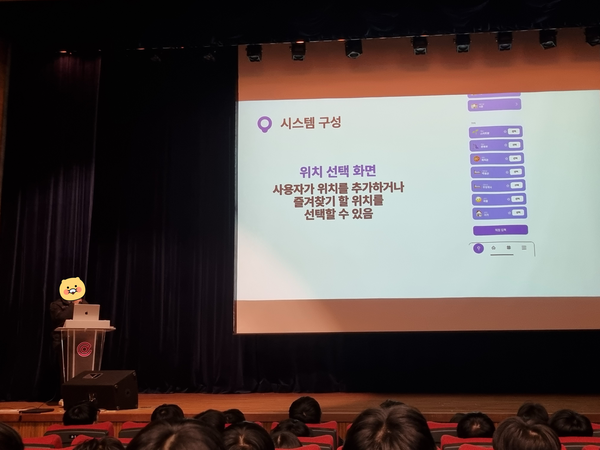 시스템 구성
위치 선택 화면
사용자가 위치를 추가하거나
즐겨찾기 할 위치를
선택할 수 있음